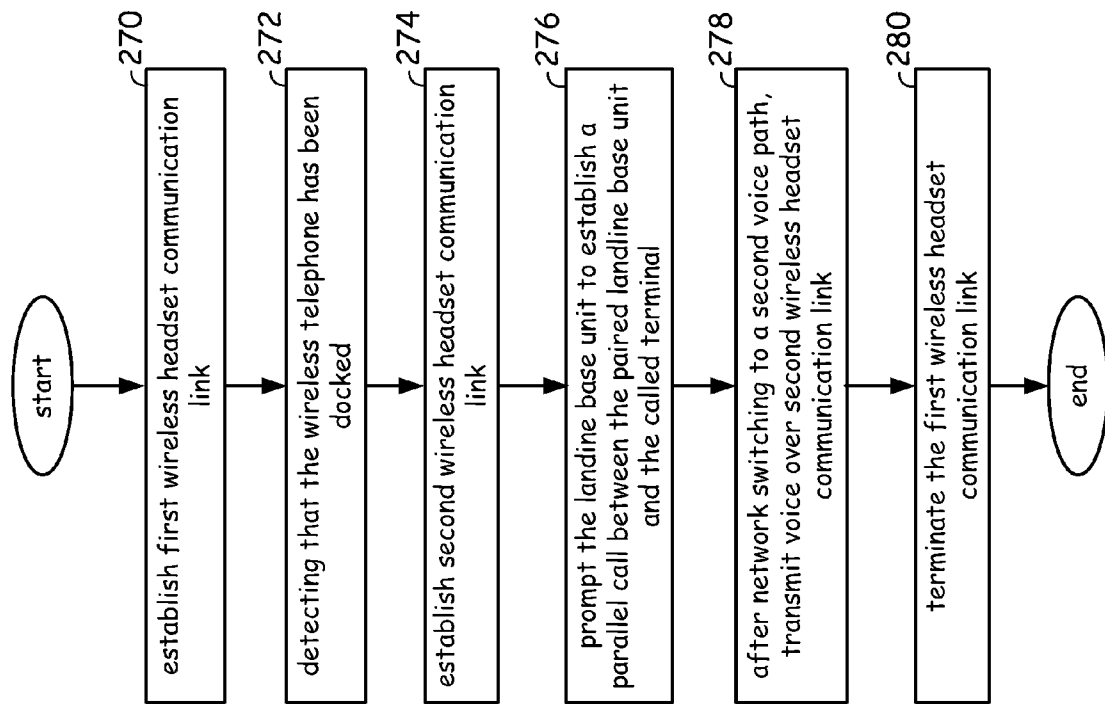 start
270
establish first wireless headset communication
link
272
detecting that the wireless telephone has been
docked
274
establish second wireless headset communication
link
276
prompt the landine base unit to establish a
parallel call between the paired landline base unit
and the called terminal
278
after network switching to a second voice path,
transmit voice over second wireless headset
communication link
280
terminate the first wireless headset
communication link
end